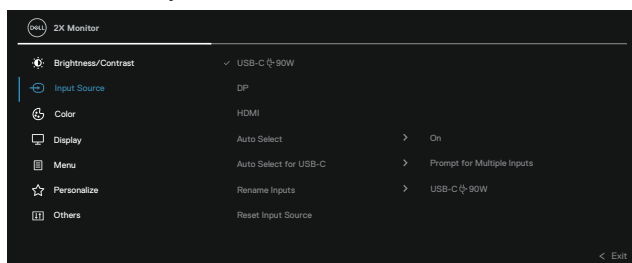 DELL 2X Monitor
Brightness/Contrast ✓ USB-C 90W
Input Source DP
Color HDMI
Display Auto Select > On
Menu Auto Select for USB-C > Prompt for Multiple Inputs
Personalize Rename Inputs > USB-C 90W
Others Reset Input Source
< Exit